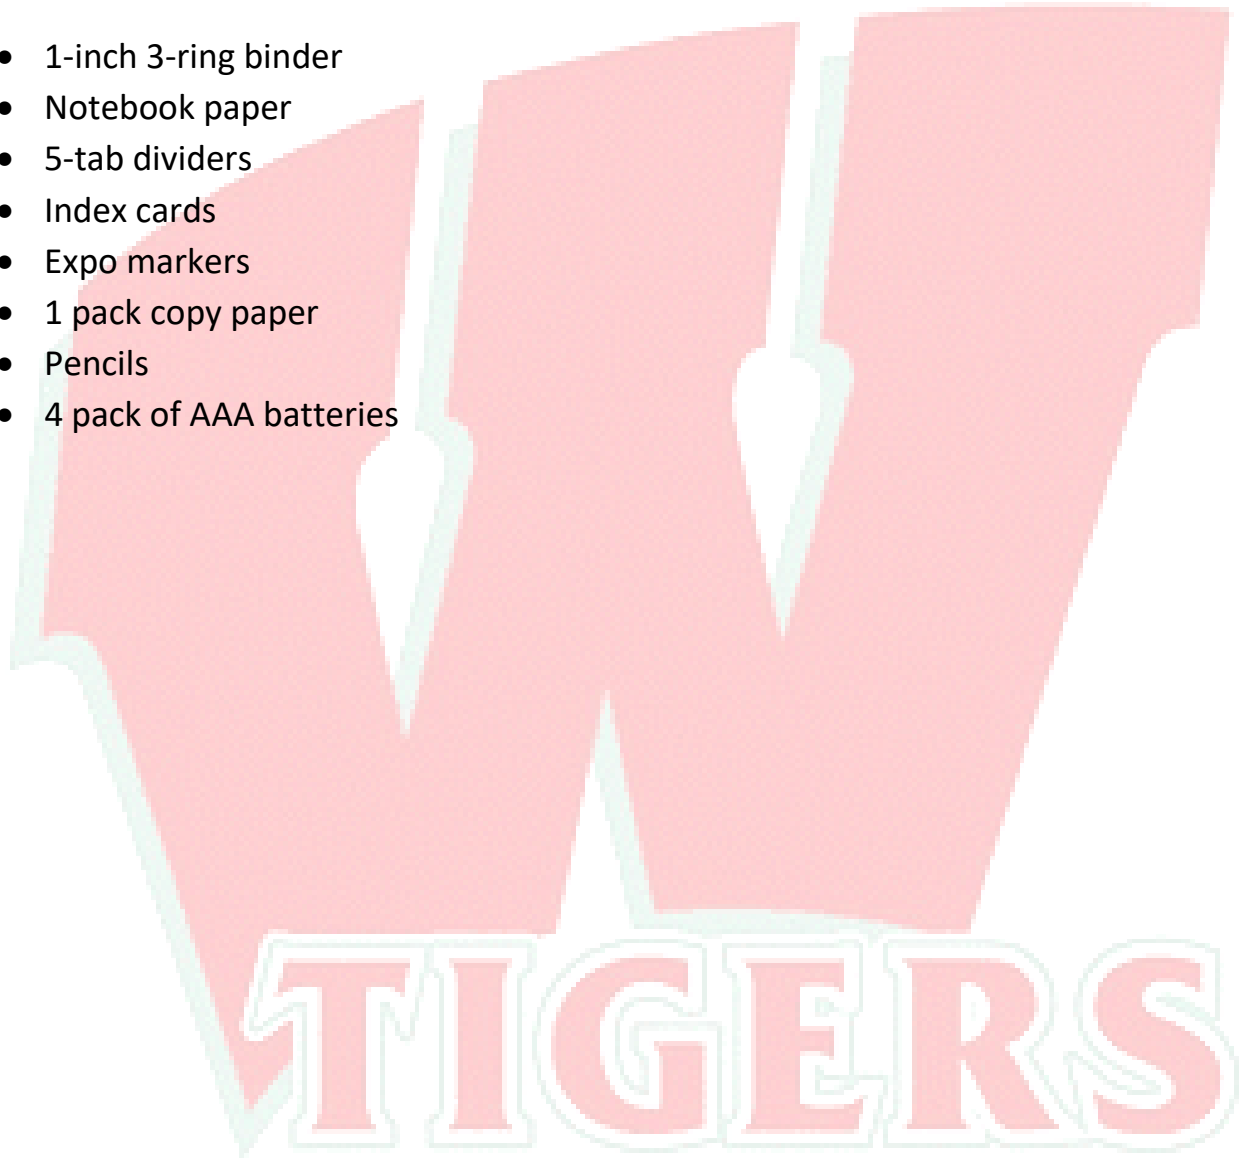 • 1-inch 3-ring binder
• Notebook paper
• 5-tab dividers
• Index cards
• Expo markers
• 1 pack copy paper
• Pencils
• 4 pack of AAA batteries
W
TIGERS